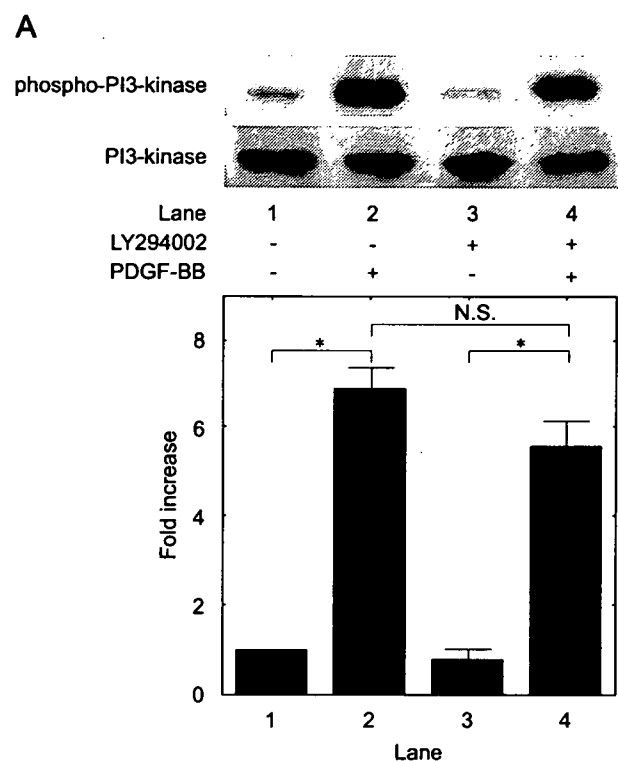 A
phospho-PI3-kinase
PI3-kinase
Lane 1 2 3 4
LY294002 - - + +
PDGF-BB - + - +
N.S.
* *
8
6
4
2
0
Fold increase
1 2 3 4
Lane